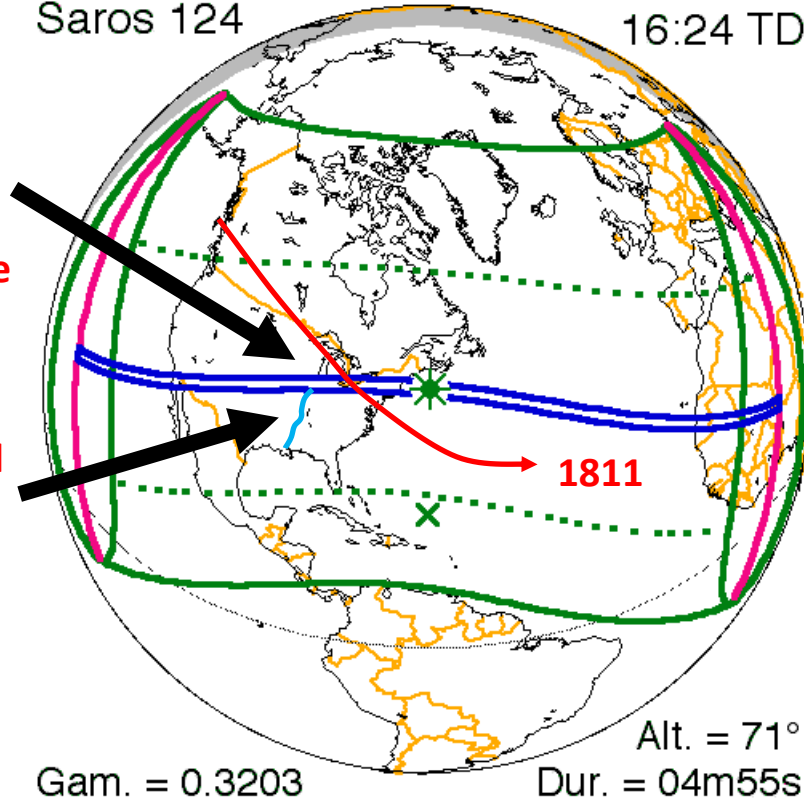 Saros 124
16:24 TD
e
1811
Alt. = 71°
Gam. = 0.3203
Dur. = 04m55s